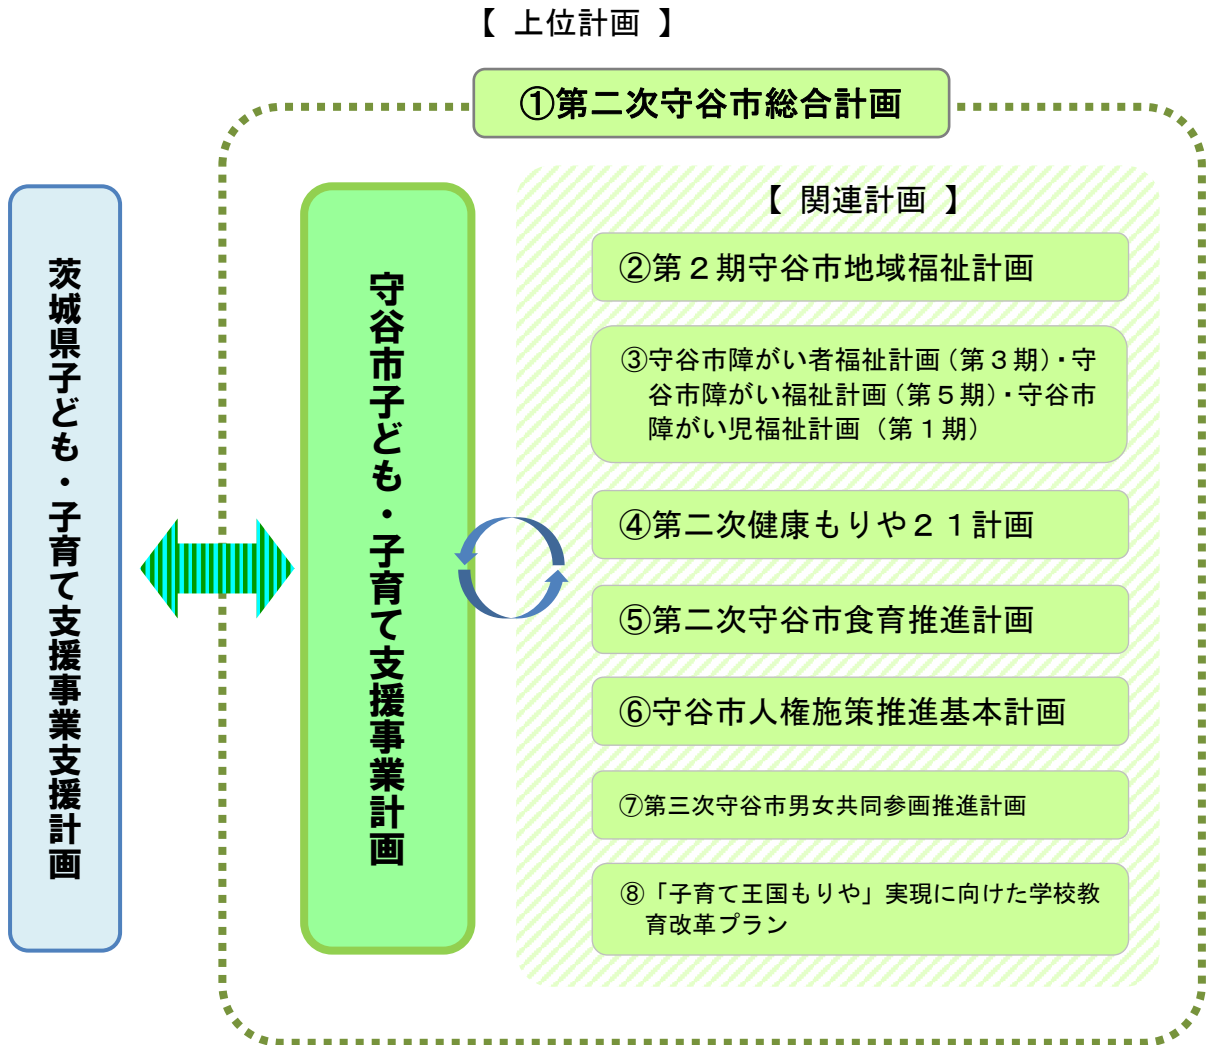 【 上位計画 】
①第二次守谷市総合計画
茨城県子ども・子育て支援事業支援計画
守谷市子ども・子育て支援事業計画
【 関連計画 】
②第２期守谷市地域福祉計画
③守谷市障がい者福祉計画（第３期）・守
谷市障がい福祉計画（第５期）・守谷市
障がい児福祉計画（第１期）
④第二次健康もりや２１計画
⑤第二次守谷市食育推進計画
⑥守谷市人権施策推進基本計画
⑦第三次守谷市男女共同参画推進計画
⑧「子育て王国もりや」実現に向けた学校教
育改革プラン